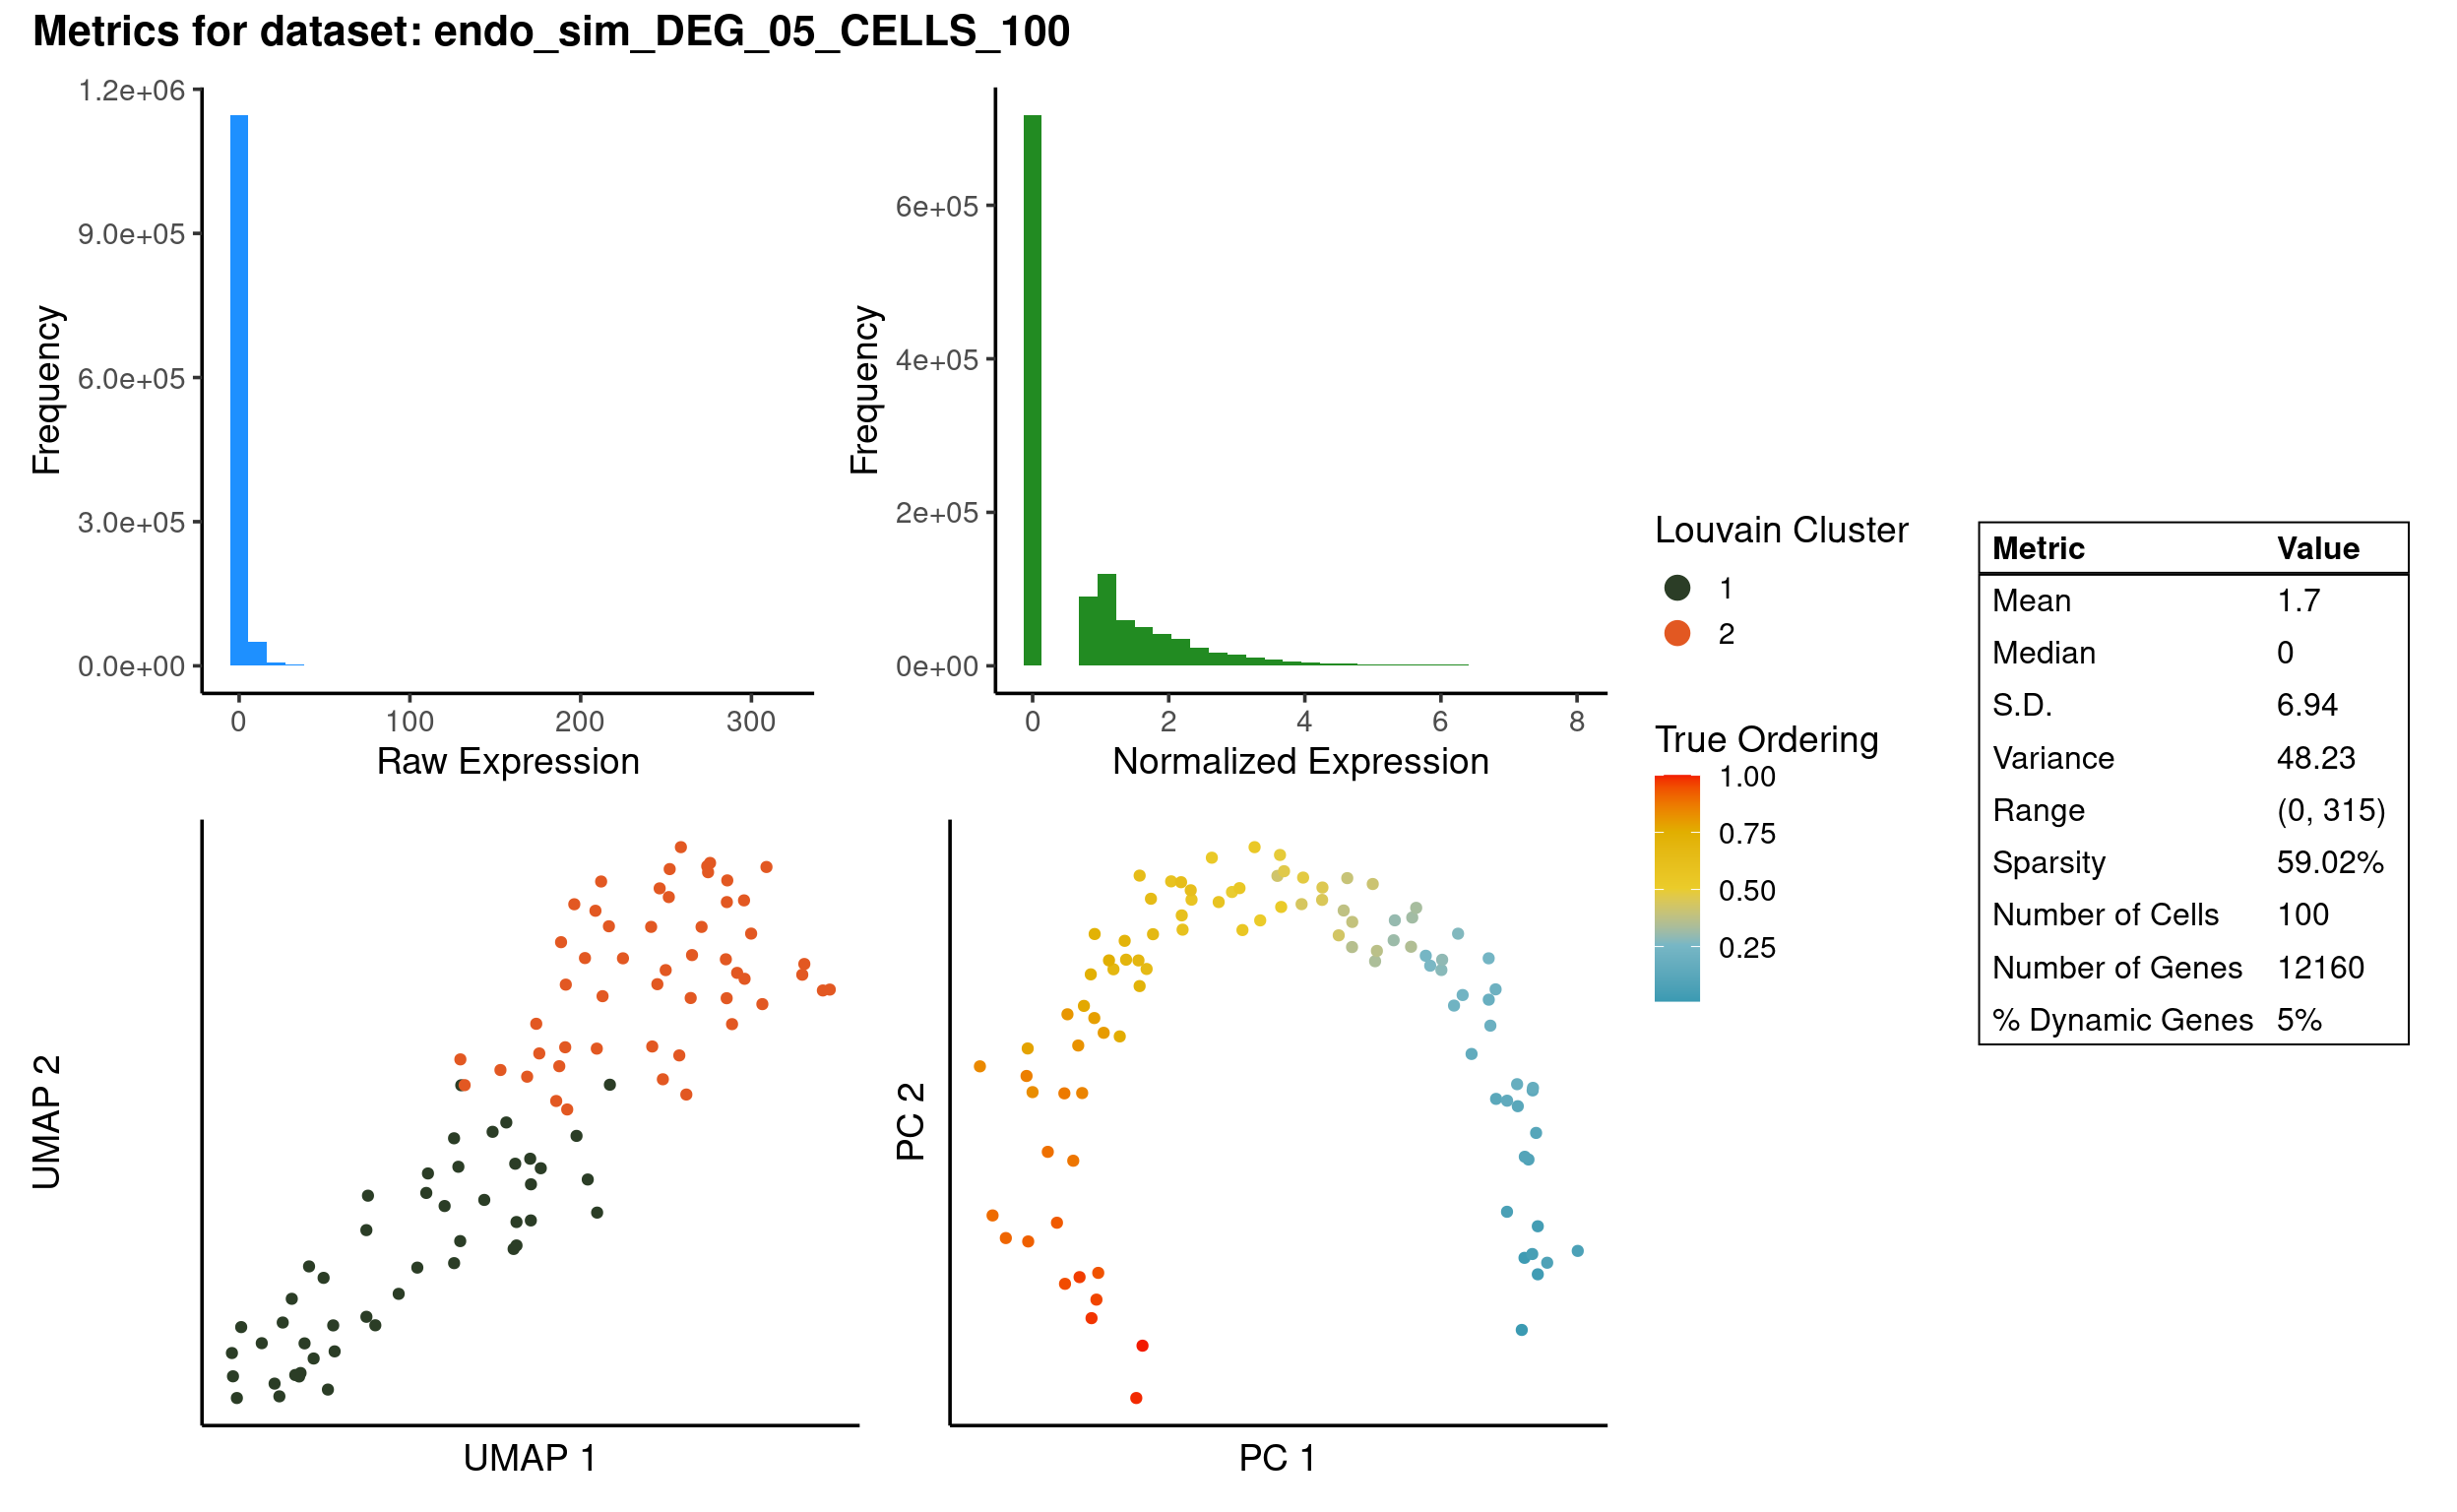 Metrics for dataset: endo_sim_DEG_05_CELLS_100
1.2e+06
9.0e+05
6.0e+05
3.0e+05
0.0e+00
Frequency
0 100 200 300
Raw Expression
6e+05
4e+05
2e+05
0e+00
Frequency
0 2 4 6 8
Normalized Expression
UMAP 2
UMAP 1
PC 2
PC 1
Louvain Cluster
1
2
True Ordering
1.00
0.75
0.50
0.25
Metric Value
Mean 1.7
Median 0
S.D. 6.94
Variance 48.23
Range (0, 315)
Sparsity 59.02%
Number of Cells 100
Number of Genes 12160
% Dynamic Genes 5%